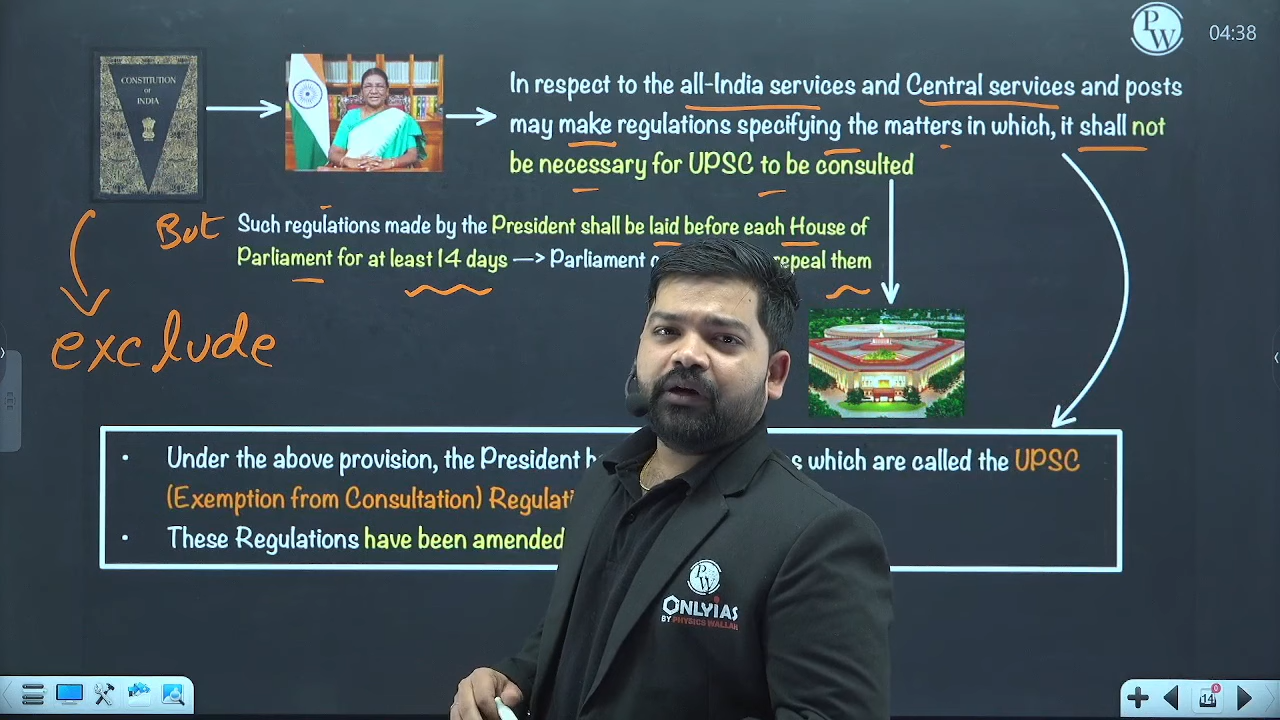 PW
04:38
CONSTITUTION
OF
INDIA
In respect to the all-India services and Central services and posts
may make regulations specifying the matters in which, it shall not
be necessary for UPSC to be consulted
But
Such regulations made by the President shall be laid before each House of
Parliament for at least 14 days —> Parliament repeal them
exclude
• Under the above provision, the President which are called the UPSC
(Exemption from Consultation)
• These Regulations have been amended
PW
ONLYIAS
BY PHYSICS WALLAH
14